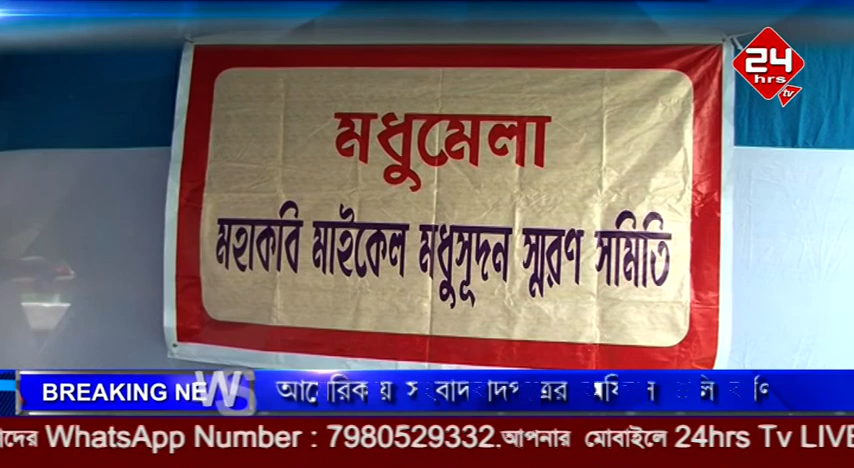 24
hrs
tv
মধুমেলা
মহাকবি মাইকেল মধুসূদন স্মরণ সমিতি
BREAKING NEWS
াদের WhatsApp Number : 7980529332.আপনার মোবাইলে 24hrs Tv LIVE